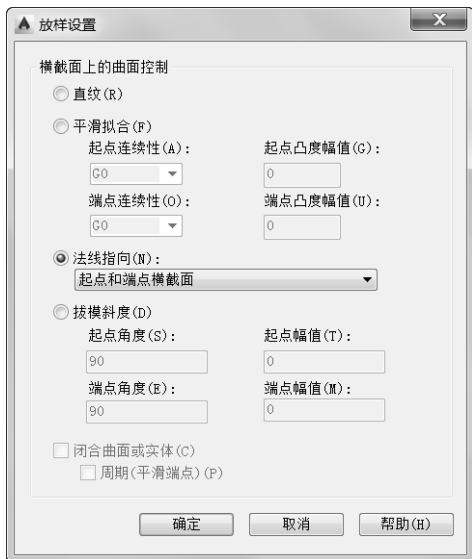 放样设置
横截面上的曲面控制
直纹(R)
平滑拟合(F)
起点连续性(A): 起点凸度幅值(G):
G0 0
端点连续性(O): 端点凸度幅值(U):
G0 0
法线指向(N):
起点和端点横截面
拔模斜度(D)
起点角度(S): 起点幅值(T):
90 0
端点角度(E): 端点幅值(M):
90 0
闭合曲面或实体(C)
周期(平滑端点)(P)
确定 取消 帮助(H)